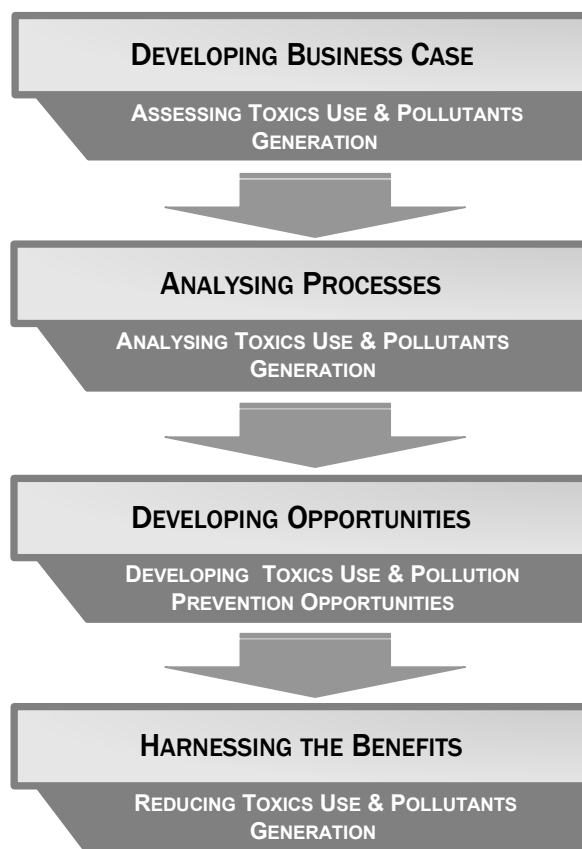 DEVELOPING BUSINESS CASE
ASSESSING TOXICS USE & POLLUTANTS
GENERATION
ANALYSING PROCESSES
ANALYSING TOXICS USE & POLLUTANTS
GENERATION
DEVELOPING OPPORTUNITIES
DEVELOPING TOXICS USE & POLLUTION
PREVENTION OPPORTUNITIES
HARNESSING THE BENEFITS
REDUCING TOXICS USE & POLLUTANTS
GENERATION